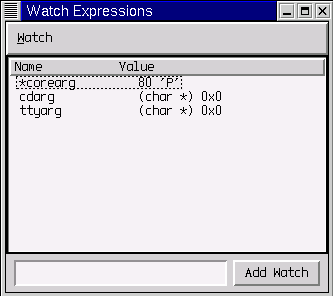 Watch Expressions
Watch
Name Value
*corearg 80 'P'
cdarg (char *) 0x0
ttyarg (char *) 0x0
Add Watch